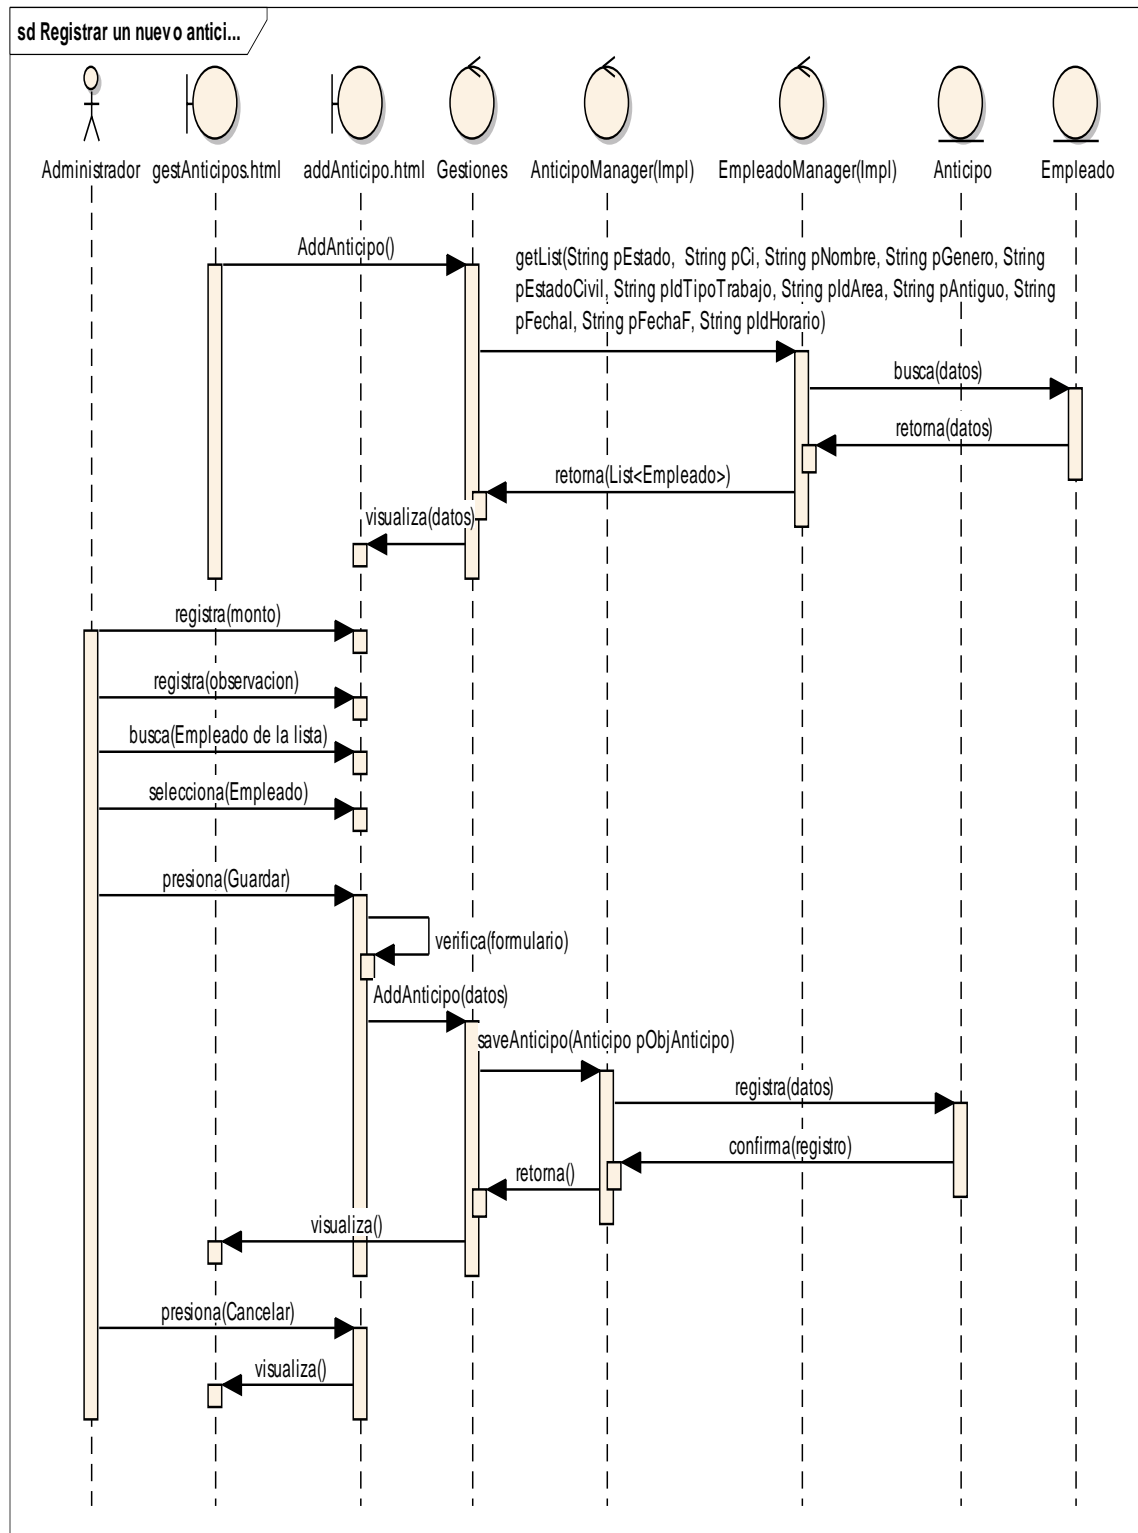 sd Registrar un nuevo antici...
Administrador
gestAnticipos.html
addAnticipo.html
Gestiones
AnticipoManager(Impl)
EmpleadoManager(Impl)
Anticipo
Empleado
AddAnticipo()
getList(String pEstado, String pCi, String pNombre, String pGenero, String
pEstadoCivil, String pIdTipoTrabajo, String pIdArea, String pAntiguo, String
pFechaI, String pFechaF, String pIdHorario)
busca(datos)
retorna(datos)
retorna(List<Empleado>)
visualiza(datos)
registra(monto)
registra(observacion)
busca(Empleado de la lista)
selecciona(Empleado)
presiona(Guardar)
verifica(formulario)
AddAnticipo(datos)
saveAnticipo(Anticipo pObjAnticipo)
registra(datos)
confirma(registro)
retorna()
visualiza()
presiona(Cancelar)
visualiza()